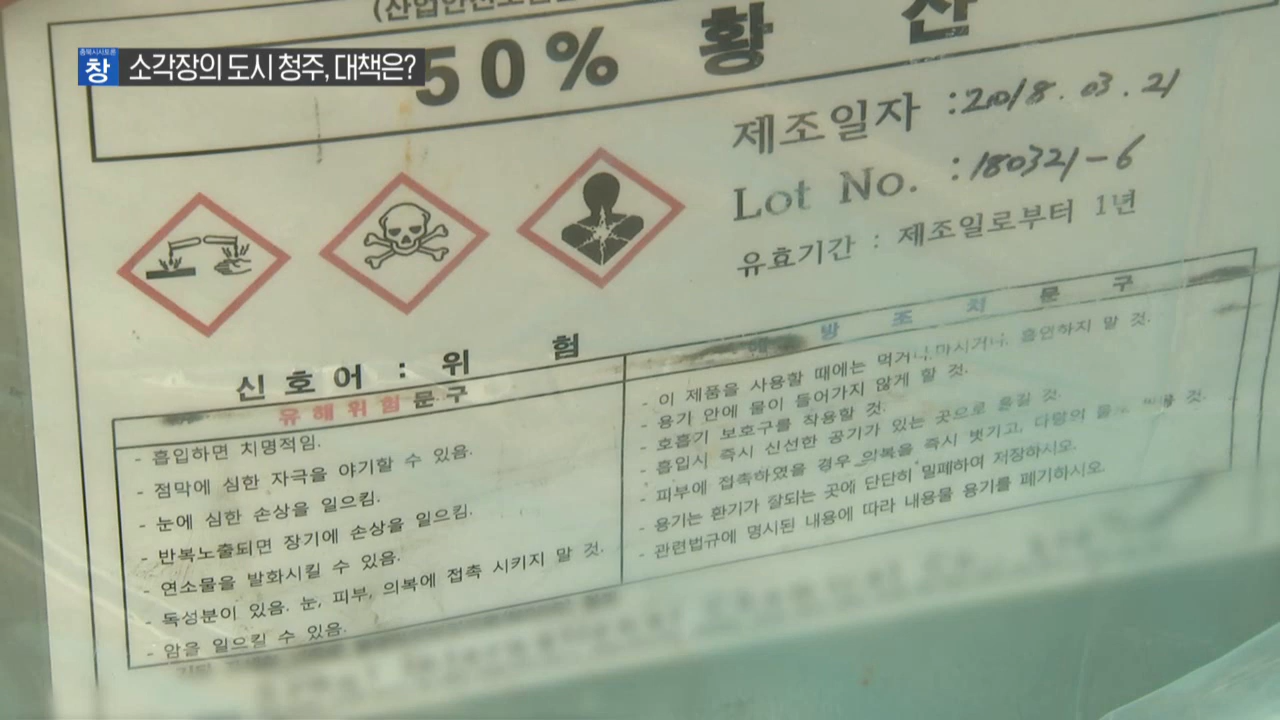 충북시사토론
창 소각장의 도시 청주, 대책은?
50% 황 산
제조일자 : 2018. 03. 21
Lot No. : 180321-6
유효기간 : 제조일로부터 1년
신호어 : 위 험
유해위험문구
- 흡입하면 치명적임.
- 점막에 심한 자극을 야기할 수 있음.
- 눈에 심한 손상을 일으킴.
- 반복노출되면 장기에 손상을 일으킴.
- 연소물을 발화시킬 수 있음.
- 독성분이 있음. 눈, 피부, 의복에 접촉 시키지 말 것.
- 암을 일으킬 수 있음.
예 방 조 치 문 구
- 이 제품을 사용할 때에는 먹거나, 마시거나, 흡연하지 말 것.
- 용기 안에 물이 들어가지 않게 할 것.
- 호흡기 보호구를 착용할 것.
- 흡입시 즉시 신선한 공기가 있는 곳으로 옮길 것.
- 피부에 접촉하였을 경우 의복을 즉시 벗기고, 다량의 물 것.
- 용기는 환기가 잘되는 곳에 단단히 밀폐하여 저장하시오.
- 관련법규에 명시된 내용에 따라 내용물 용기를 폐기하시오.